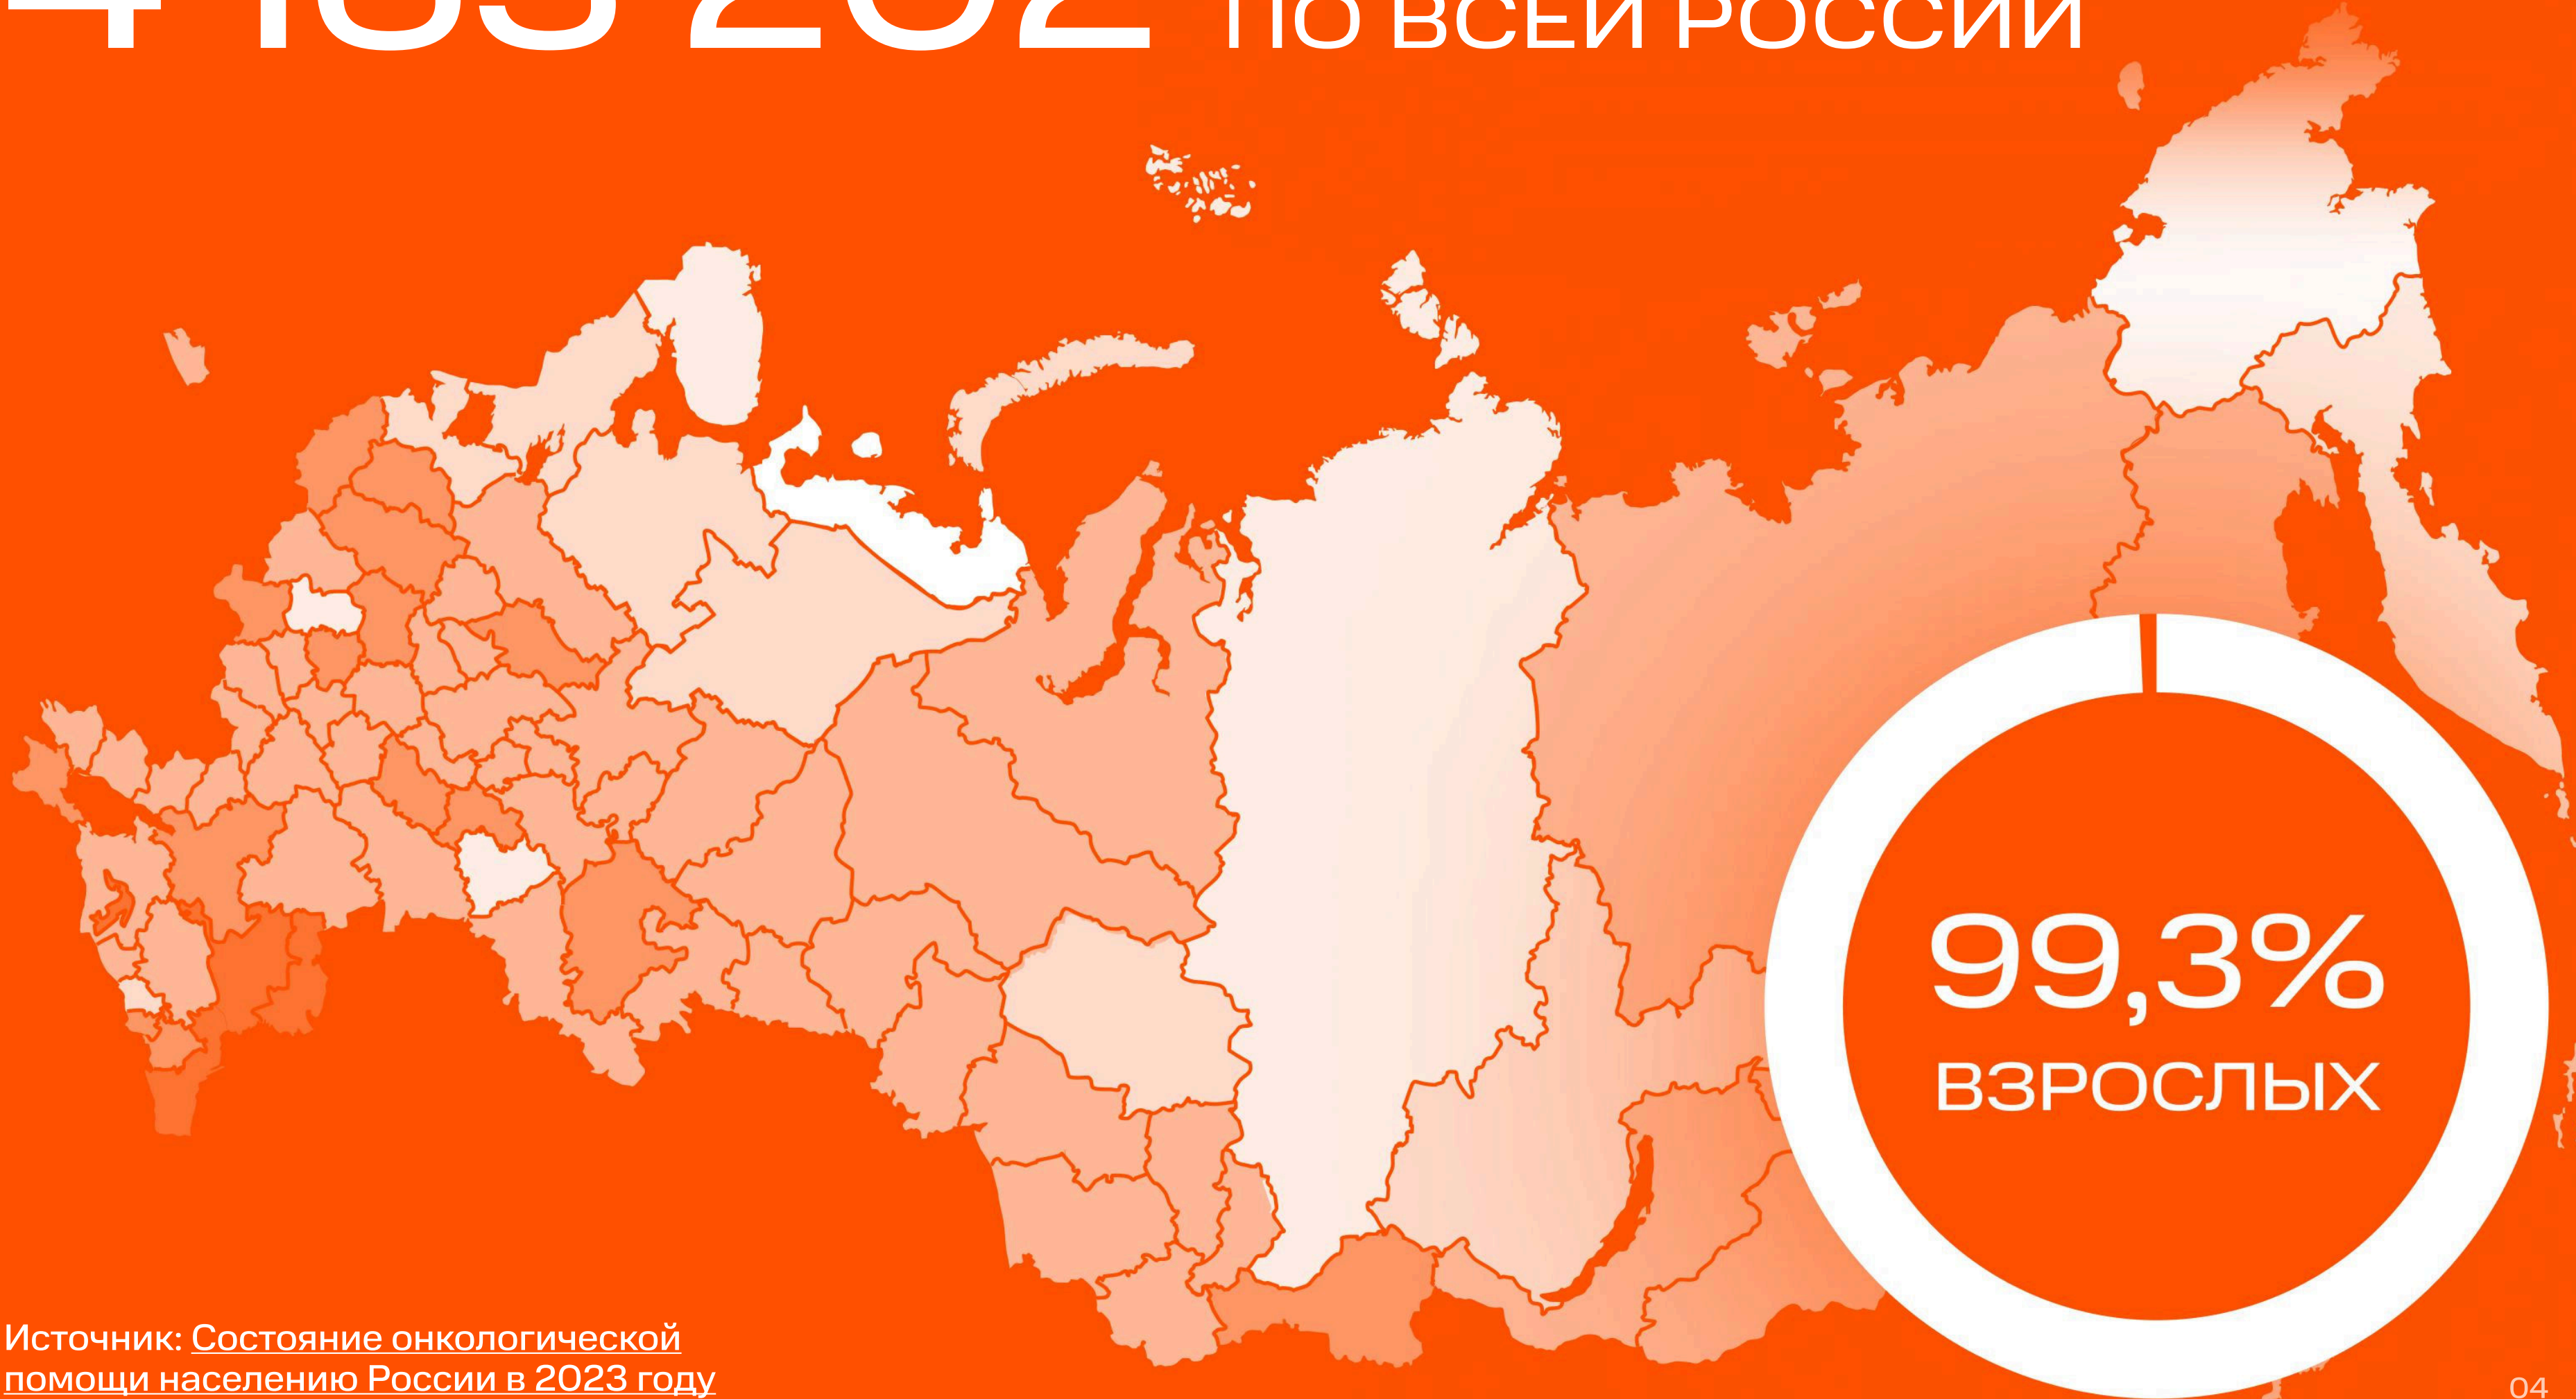 ПО ВСЕЙ РОССИИ
99,3%
ВЗРОСЛЫХ
Источник: Состояние онкологической
помощи населению России в 2023 году
04